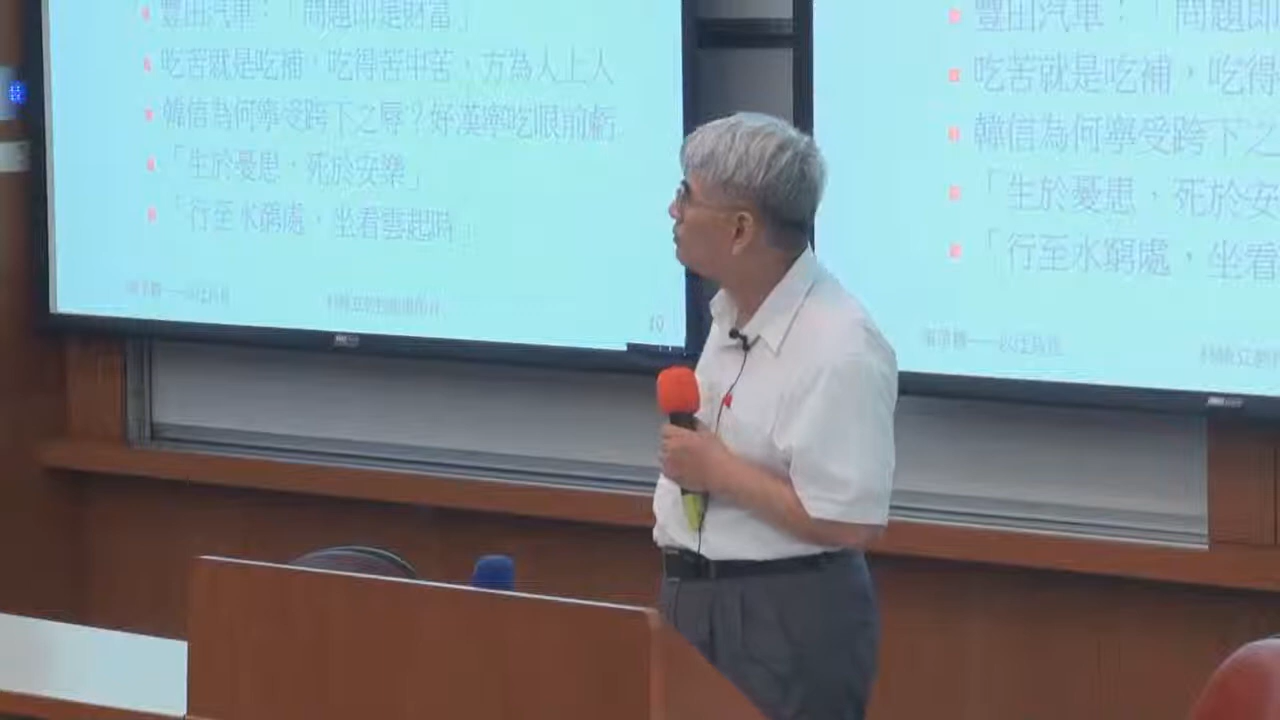 豐田汽車：「問題即是財富」
吃苦就是吃補，吃得苦中苦、方為人上人
韓信為何寧受跨下之辱？好漢寧吃眼前虧
「生於憂患，死於安樂」
「行至水窮處，坐看雲起時」
10
豐田汽車：「問題即
吃苦就是吃補，吃得
韓信為何寧受跨下之
「生於憂患，死於安
「行至水窮處，坐看